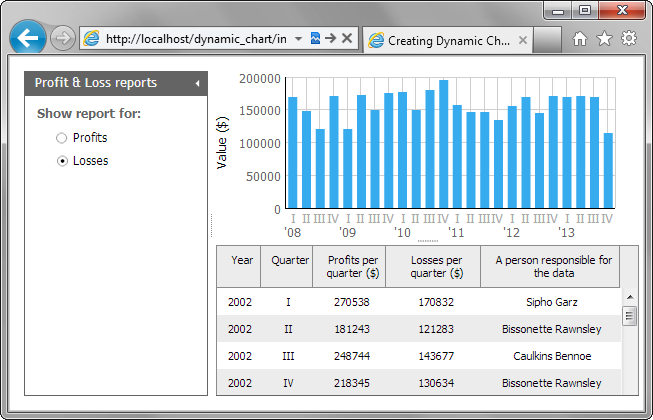 http://localhost/dynamic_chart/in
Creating Dynamic Ch...
Profit & Loss reports
Show report for:
Profits
Losses
Value ($)
200000
150000
100000
50000
0
I II III IV I II III IV I II III IV I II III IV I II III IV I II III IV
'08 '09 '10 '11 '12 '13
Year Quarter Profits per quarter ($) Losses per quarter ($) A person responsible for the data
2002 I 270538 170832 Sipho Garz
2002 II 181243 121283 Bissonette Rawnsley
2002 III 248744 143677 Caulkins Bennoe
2002 IV 218345 130634 Bissonette Rawnsley